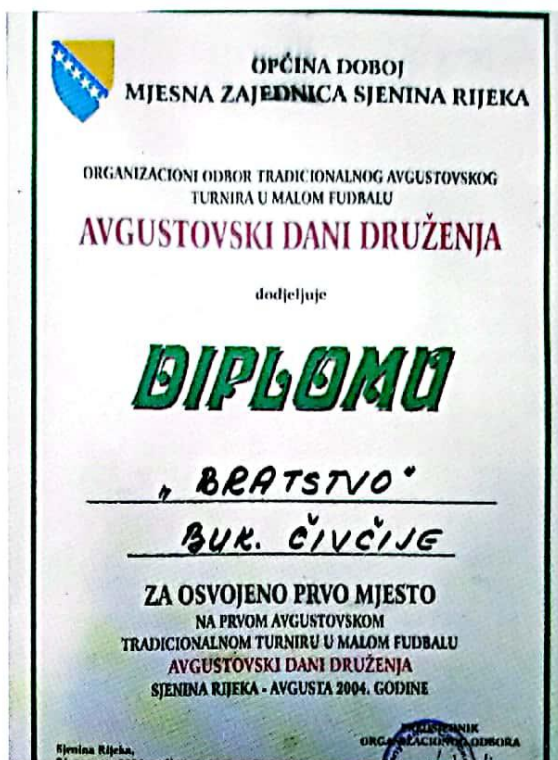 OPĆINA DOBOJ
MJESNA ZAJEDNICA SJENINA RIJEKA
ORGANIZACIONI ODBOR TRADICIONALNOG AVGUSTOVSKOG
TURNIRA U MALOM FUDBALU
AVGUSTOVSKI DANI DRUŽENJA
dodjeljuje
DIPLOMU
„BRATSTVO"
BUK. ČIVČIJE
ZA OSVOJENO PRVO MJESTO
NA PRVOM AVGUSTOVSKOM
TRADICIONALNOM TURNIRU U MALOM FUDBALU
AVGUSTOVSKI DANI DRUŽENJA
SJENINA RIJEKA - AVGUSTA 2004. GODINE
PREDSJEDNIK
ORGANIZACIONOG ODBORA
Sjenina Rijeka,